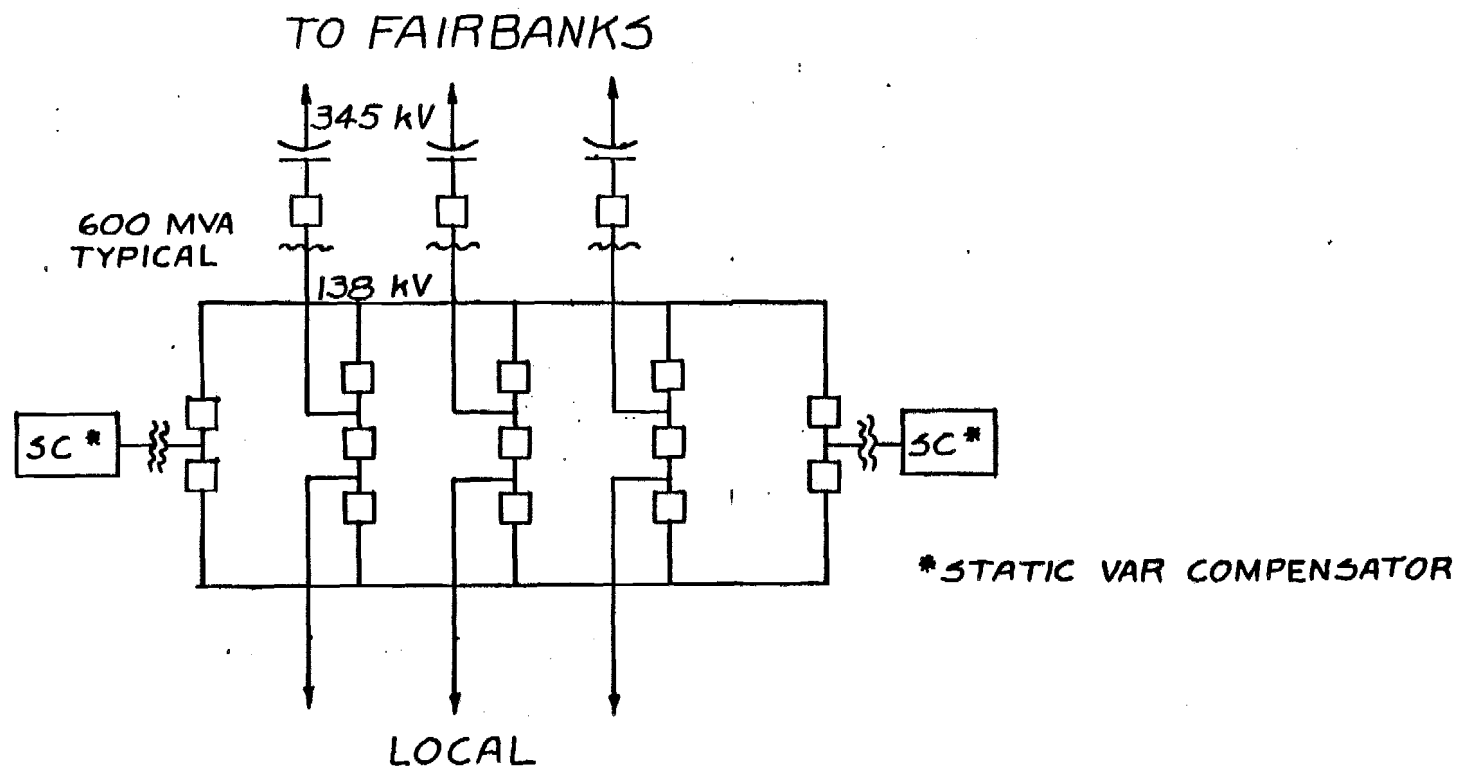 TO FAIRBANKS
345 kV
600 MVA
TYPICAL
138 kV
SC*
SC*
*STATIC VAR COMPENSATOR
LOCAL